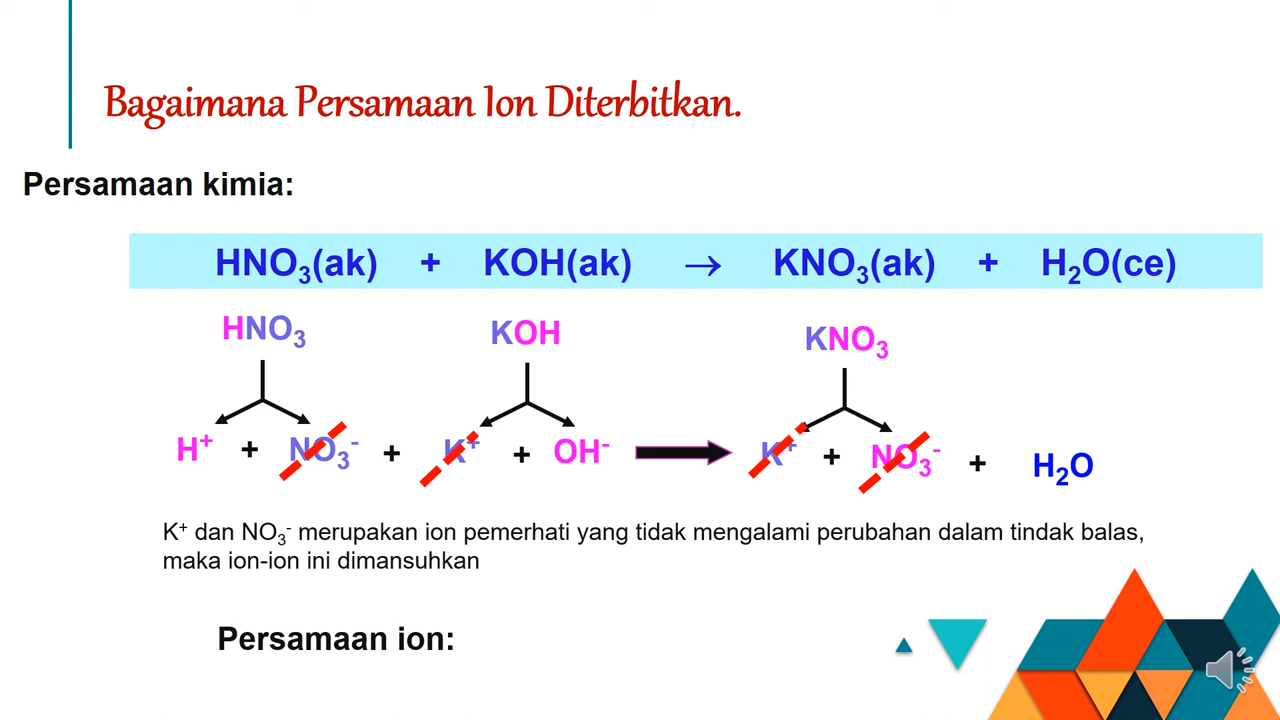 Bagaimana Persamaan Ion Diterbitkan.
Persamaan kimia:
HNO₃(ak) + KOH(ak) → KNO₃(ak) + H₂O(ce)
HNO₃ KOH KNO₃
H⁺ + NO₃⁻ + K⁺ + OH⁻ → K⁺ + NO₃⁻ + H₂O
K⁺ dan NO₃⁻ merupakan ion pemerhati yang tidak mengalami perubahan dalam tindak balas,
maka ion-ion ini dimansuhkan
Persamaan ion: